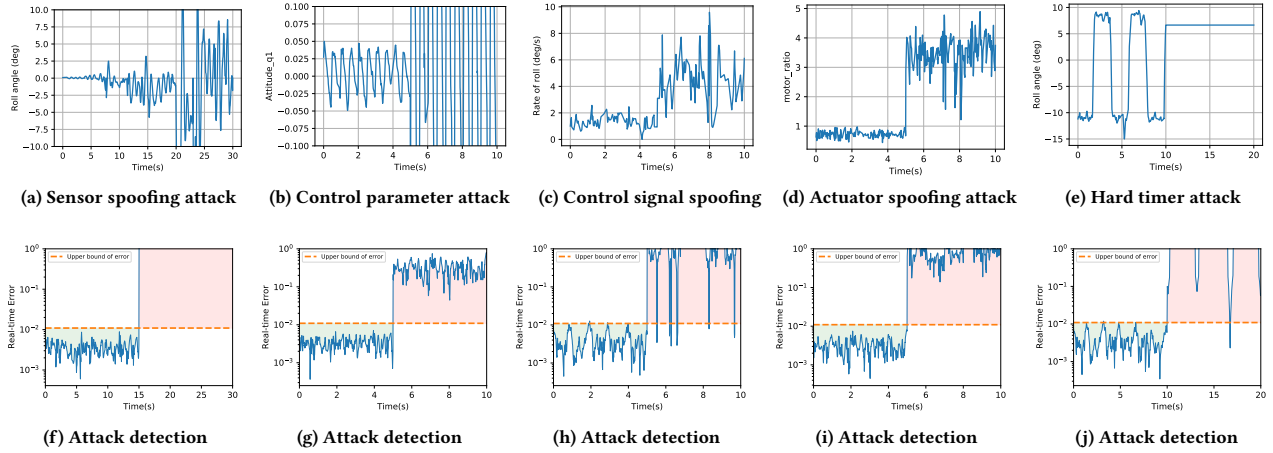 10.0
7.5
5.0
2.5
0.0
−2.5
−5.0
−7.5
−10.0
Roll angle (deg)
0 5 10 15 20 25 30
Time(s)
(a) Sensor spoofing attack
0.100
0.075
0.050
0.025
0.000
−0.025
−0.050
−0.075
−0.100
Attitude_q1
0 2 4 6 8 10
Time(s)
(b) Control parameter attack
8
6
4
2
0
Rate of roll (deg/s)
0 2 4 6 8 10
Time(s)
(c) Control signal spoofing
5
4
3
2
1
motor_ratio
0 2 4 6 8 10
Time(s)
(d) Actuator spoofing attack
10
5
0
−5
−10
−15
Roll angle (deg)
0 5 10 15 20
Time(s)
(e) Hard timer attack
10⁰
10⁻¹
10⁻²
10⁻³
Real-time Error
Upper bound of error
0 5 10 15 20 25 30
Time(s)
(f) Attack detection
10⁰
10⁻¹
10⁻²
10⁻³
Real-time Error
Upper bound of error
0 2 4 6 8 10
Time(s)
(g) Attack detection
10⁰
10⁻¹
10⁻²
10⁻³
Real-time Error
Upper bound of error
0 2 4 6 8 10
Time(s)
(h) Attack detection
10⁰
10⁻¹
10⁻²
10⁻³
Real-time Error
Upper bound of error
0 2 4 6 8 10
Time(s)
(i) Attack detection
10⁰
10⁻¹
10⁻²
10⁻³
Real-time Error
Upper bound of error
0 5 10 15 20
Time(s)
(j) Attack detection